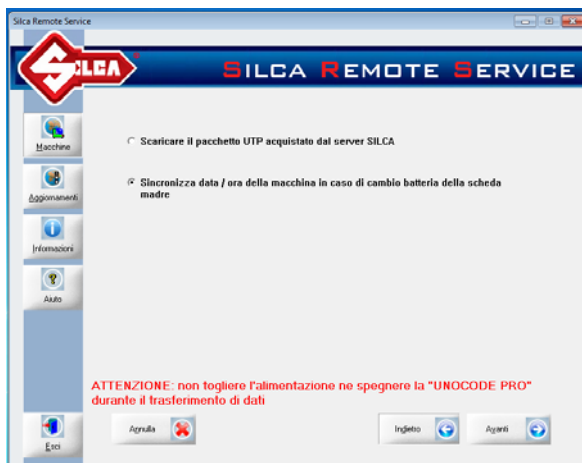 Silca Remote Service
SILCA
SILCA REMOTE SERVICE
Macchine
Scaricare il pacchetto UTP acquistato dal server SILCA
Sincronizza data / ora della macchina in caso di cambio batteria della scheda
madre
Aggiornamenti
Informazioni
Aiuto
ATTENZIONE: non togliere l'alimentazione ne spegnere la "UNOCODE PRO"
durante il trasferimento di dati
Esci
Annulla
Indietro
Avanti